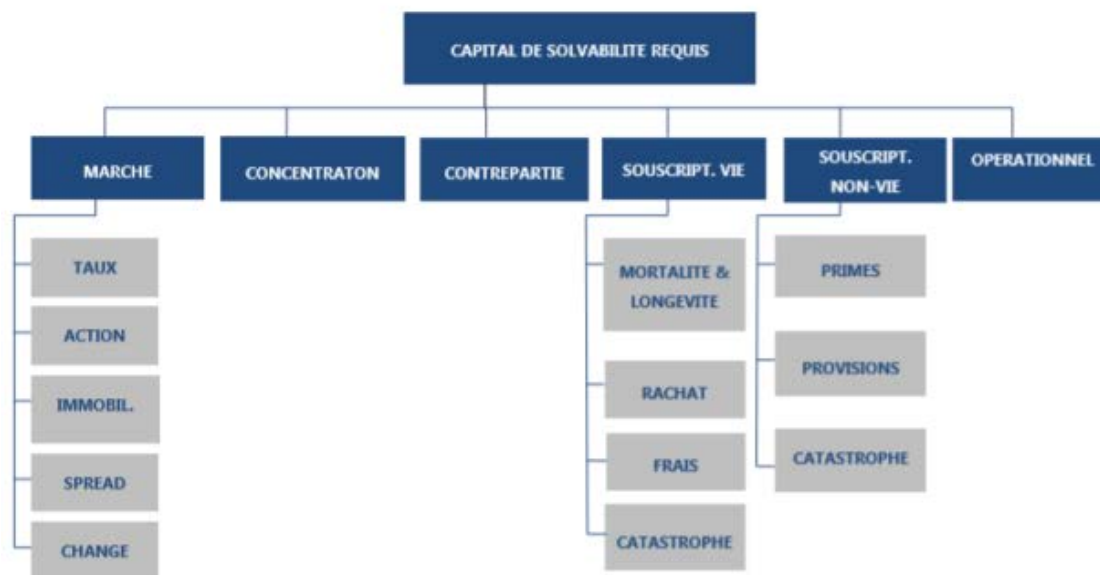 CAPITAL DE SOLVABILITE REQUIS
MARCHE
CONCENTRATON
CONTREPARTIE
SOUSCRIPT. VIE
SOUSCRIPT.
NON-VIE
OPERATIONNEL
TAUX
ACTION
IMMOBIL.
SPREAD
CHANGE
MORTALITE &
LONGEVITE
RACHAT
FRAIS
CATASTROPHE
PRIMES
PROVISIONS
CATASTROPHE